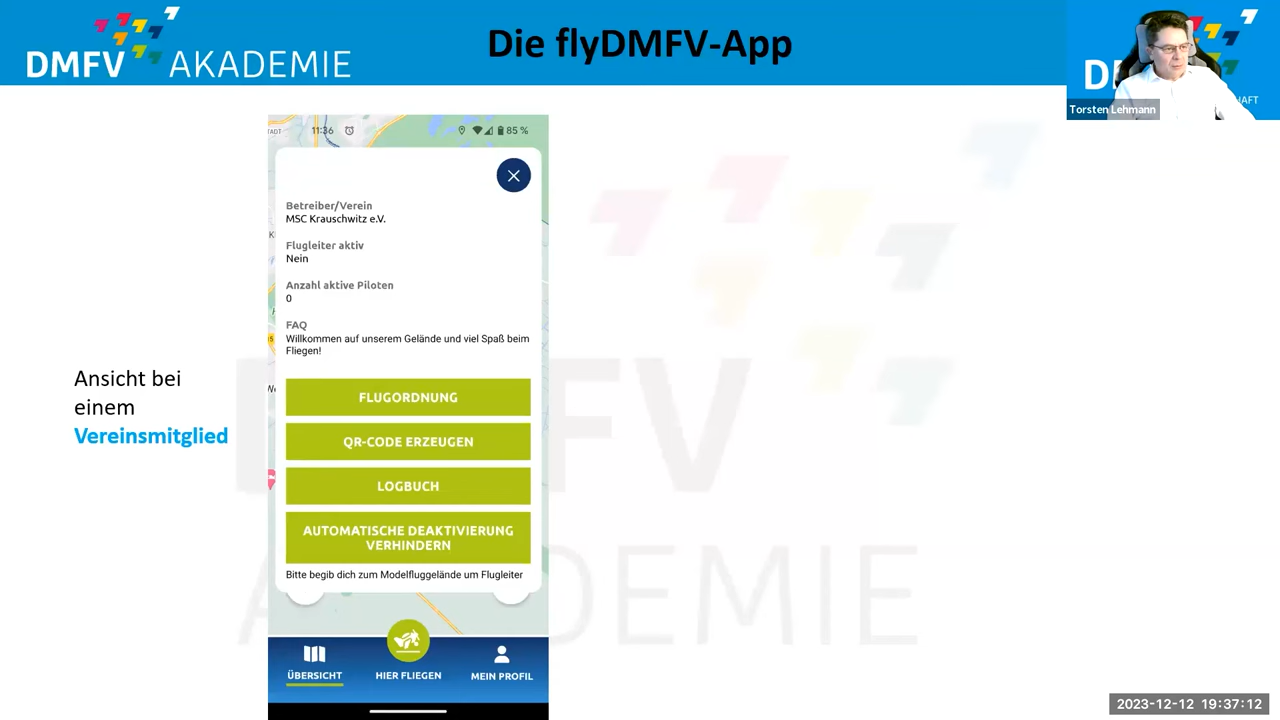 DMFV AKADEMIE
Die flyDMFV-App
Torsten Lehmann
11:36
85 %
Betreiber/Verein
MSC Krauschwitz e.V.
Flugleiter aktiv
Nein
Anzahl aktive Piloten
0
FAQ
Willkommen auf unserem Gelände und viel Spaß beim
Fliegen!
Ansicht bei
einem
Vereinsmitglied
FLUGORDNUNG
QR-CODE ERZEUGEN
LOGBUCH
AUTOMATISCHE DEAKTIVIERUNG
VERHINDERN
Bitte begib dich zum Modelfluggelände um Flugleiter
ÜBERSICHT
HIER FLIEGEN
MEIN PROFIL
2023-12-12 19:37:12